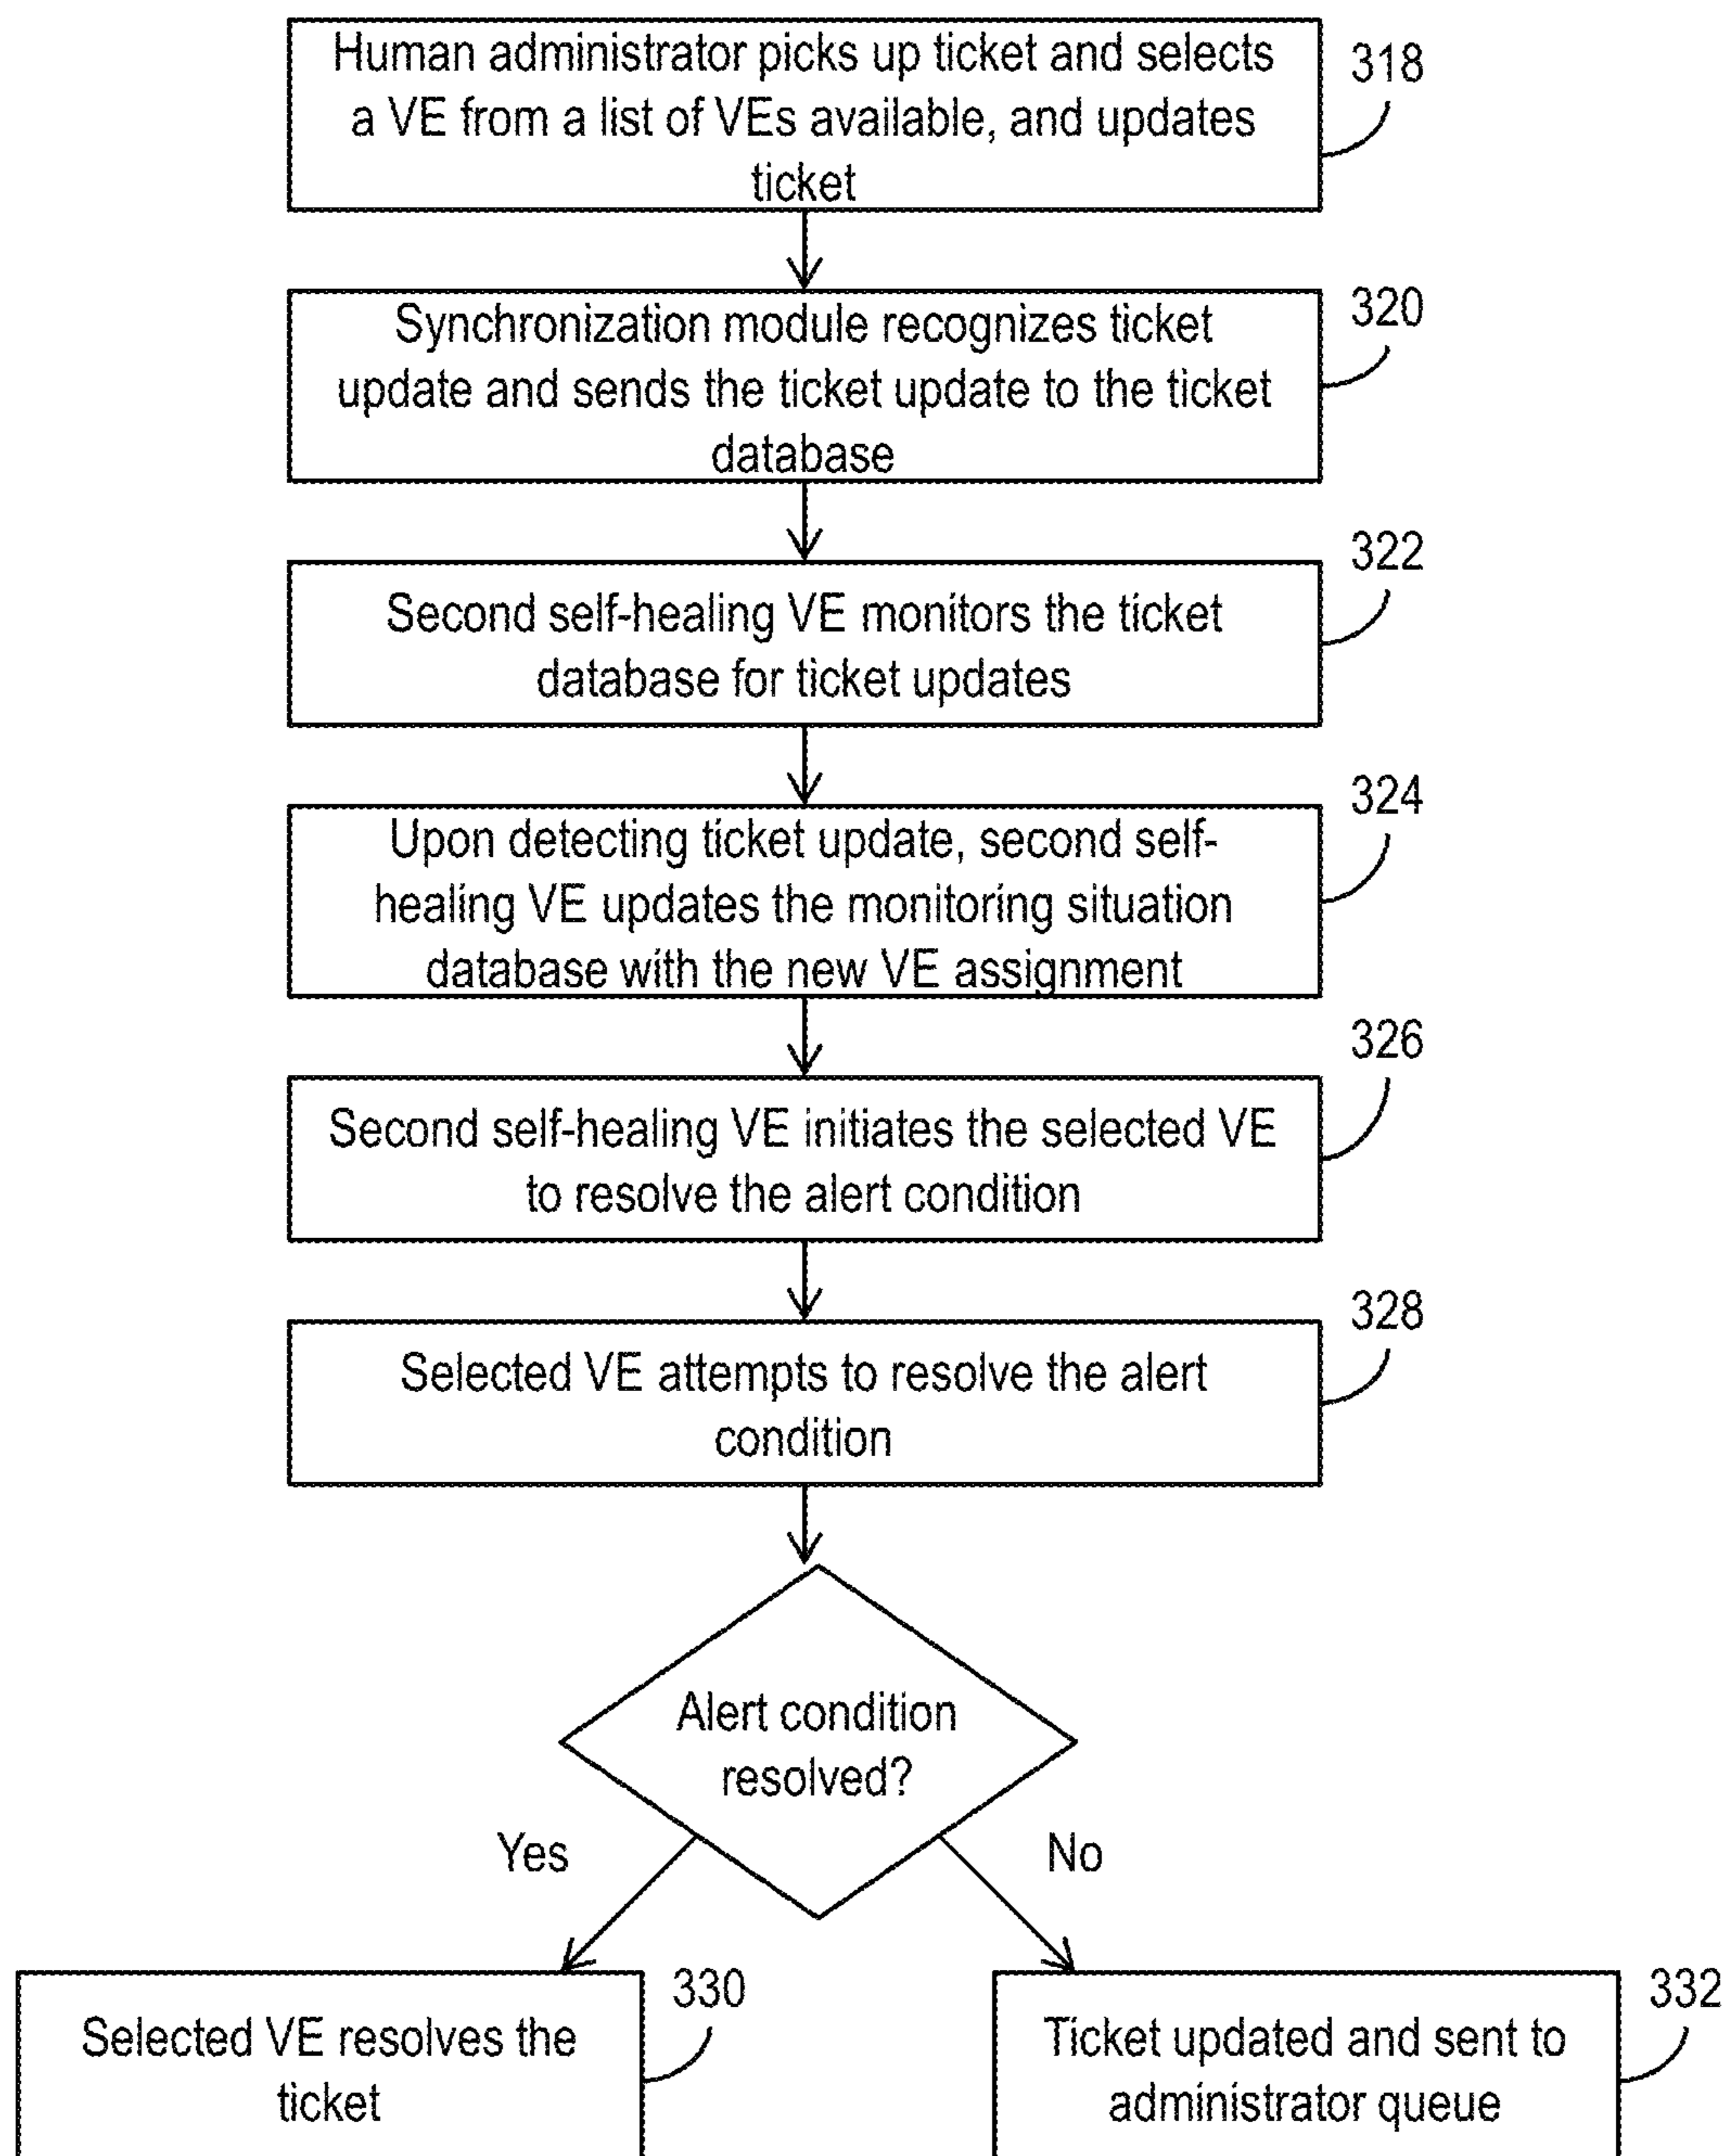 Human administrator picks up ticket and selects
a VE from a list of VEs available, and updates
ticket
318
Synchronization module recognizes ticket
update and sends the ticket update to the ticket
database
320
Second self-healing VE monitors the ticket
database for ticket updates
322
Upon detecting ticket update, second self-
healing VE updates the monitoring situation
database with the new VE assignment
324
Second self-healing VE initiates the selected VE
to resolve the alert condition
326
Selected VE attempts to resolve the alert
condition
328
Alert condition
resolved?
Yes
No
Selected VE resolves the
ticket
330
Ticket updated and sent to
administrator queue
332